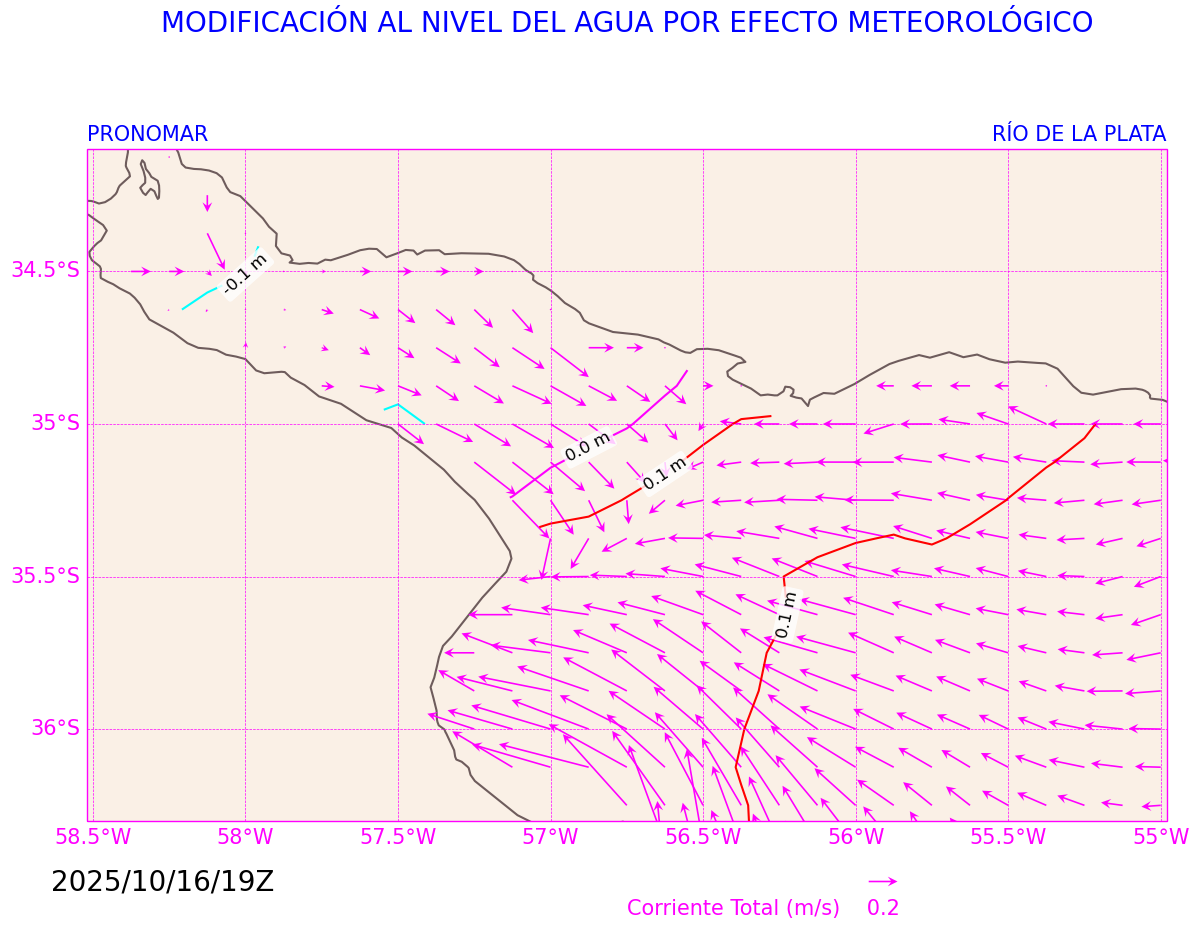 MODIFICACIÓN AL NIVEL DEL AGUA POR EFECTO METEOROLÓGICO
PRONOMAR
RÍO DE LA PLATA
34.5°S
-0.1 m
35°S
0.0 m
0.1 m
35.5°S
0.1 m
36°S
58.5°W
58°W
57.5°W
57°W
56.5°W
56°W
55.5°W
55°W
2025/10/16/19Z
Corriente Total (m/s)
0.2